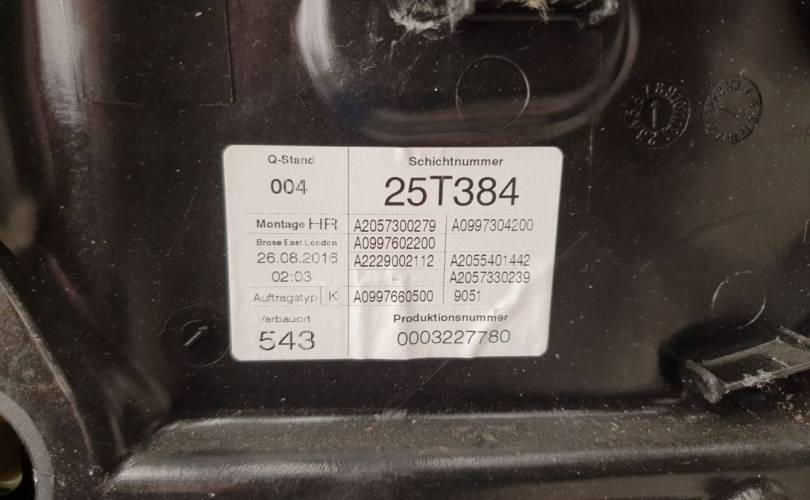 Q-Stand
004
Schichtnummer
25T384
Montage HR
A2057300279 A0997304200
Brose East London
A0997602200
26.08.2016
A2229002112 A2055401442
02:03
A2057330239
Auftragstyp K
A0997660500 9051
Verbauort
543
Produktionsnummer
0003227780